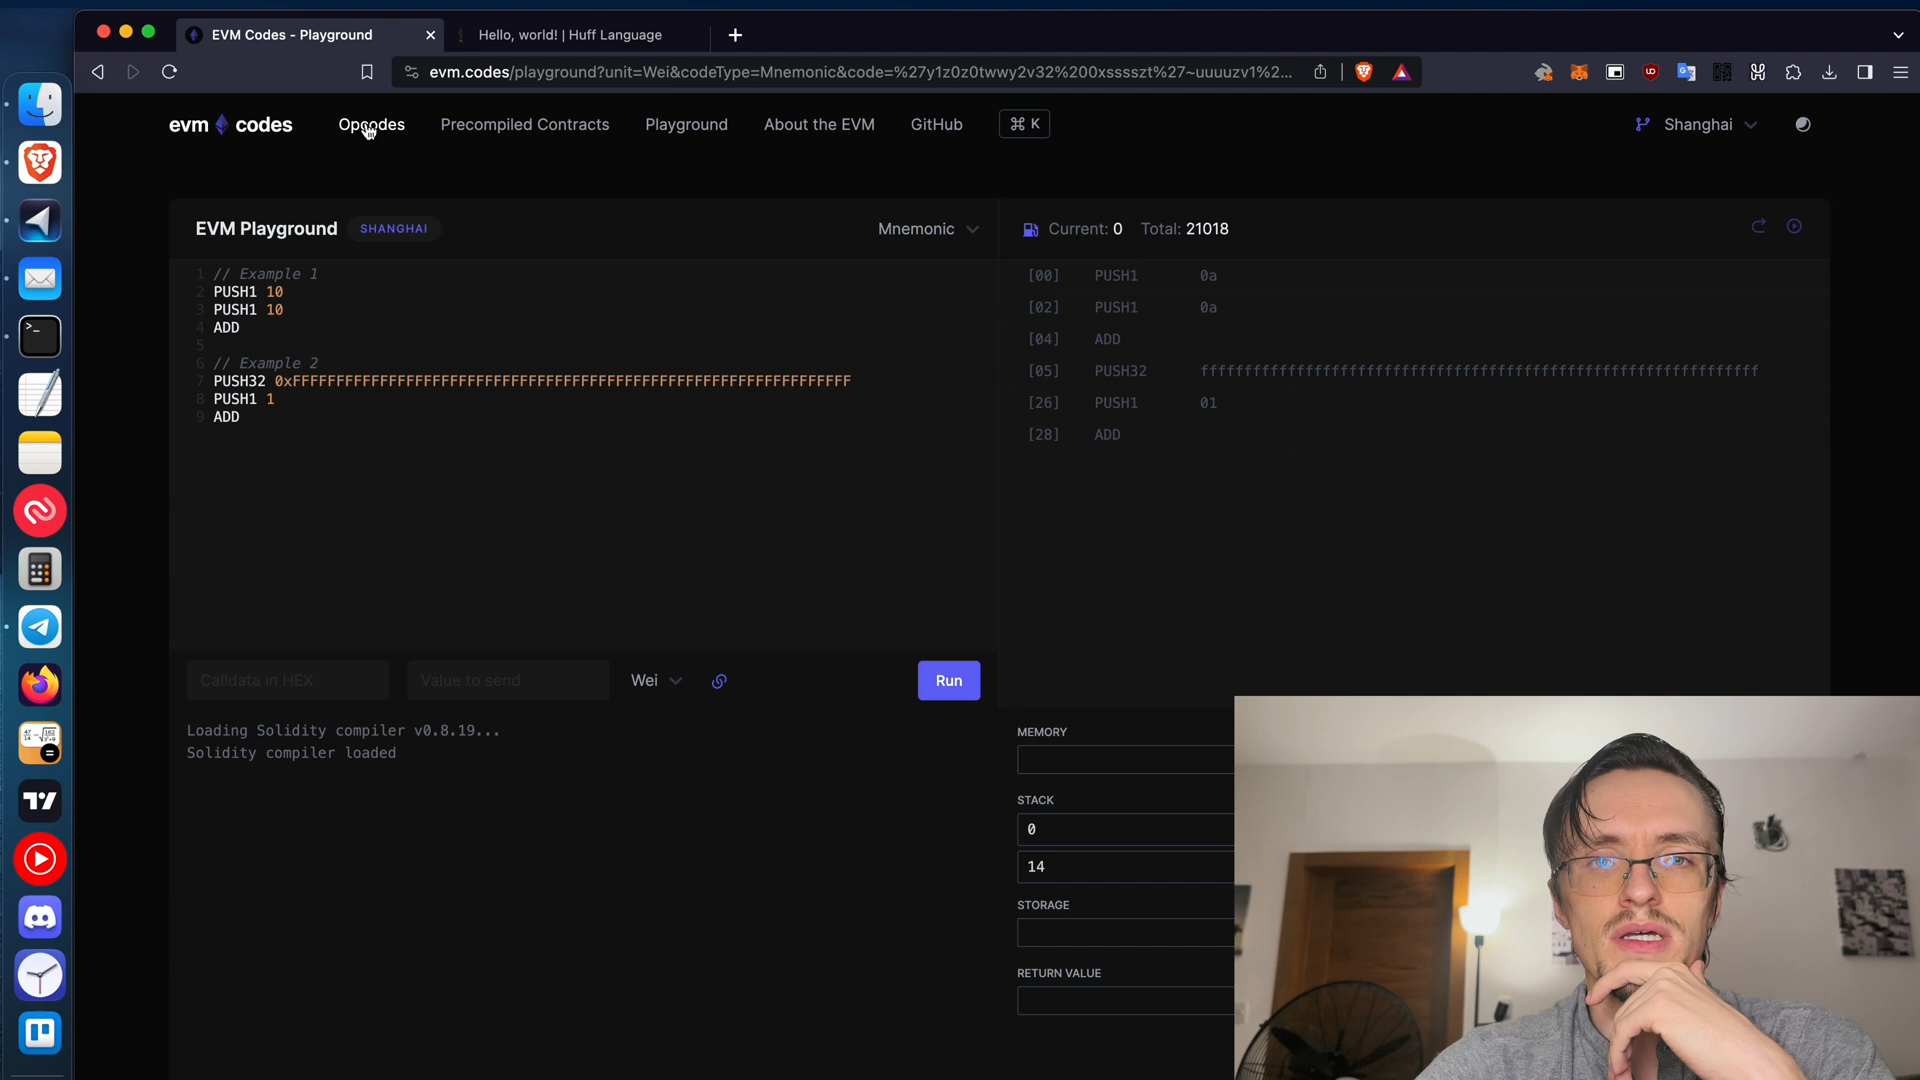 EVM Codes - Playground
Hello, world! | Huff Language
evm.codes/playground?unit=Wei&codeType=Mnemonic&code=%27y1z0z0twwy2v32%200xsssszt%27~uuuuzv1%2...
evm codes
Opcodes
Precompiled Contracts
Playground
About the EVM
GitHub
⌘ K
Shanghai
EVM Playground
SHANGHAI
Mnemonic
Current: 0 Total: 21018
1 // Example 1
2 PUSH1 10
3 PUSH1 10
4 ADD
5
6 // Example 2
7 PUSH32 0xFFFFFFFFFFFFFFFFFFFFFFFFFFFFFFFFFFFFFFFFFFFFFFFFFFFFFFFFFFFFFFFF
8 PUSH1 1
9 ADD
[00] PUSH1 0a
[02] PUSH1 0a
[04] ADD
[05] PUSH32 ffffffffffffffffffffffffffffffffffffffffffffffffffffffffffffffff
[26] PUSH1 01
[28] ADD
Calldata in HEX
Value to send
Wei
Run
Loading Solidity compiler v0.8.19...
Solidity compiler loaded
MEMORY
STACK
0
14
STORAGE
RETURN VALUE